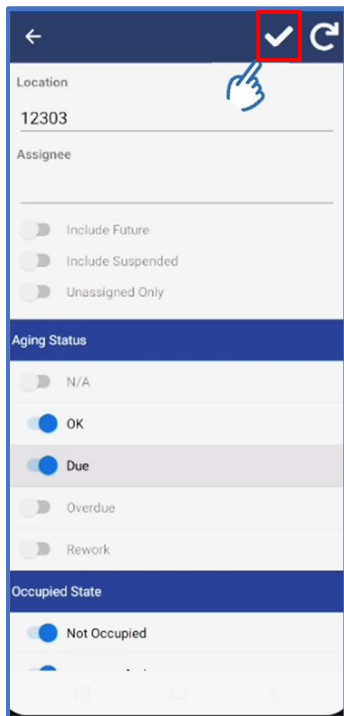 Location
12303
Assignee
Include Future
Include Suspended
Unassigned Only
Aging Status
N/A
OK
Due
Overdue
Rework
Occupied State
Not Occupied